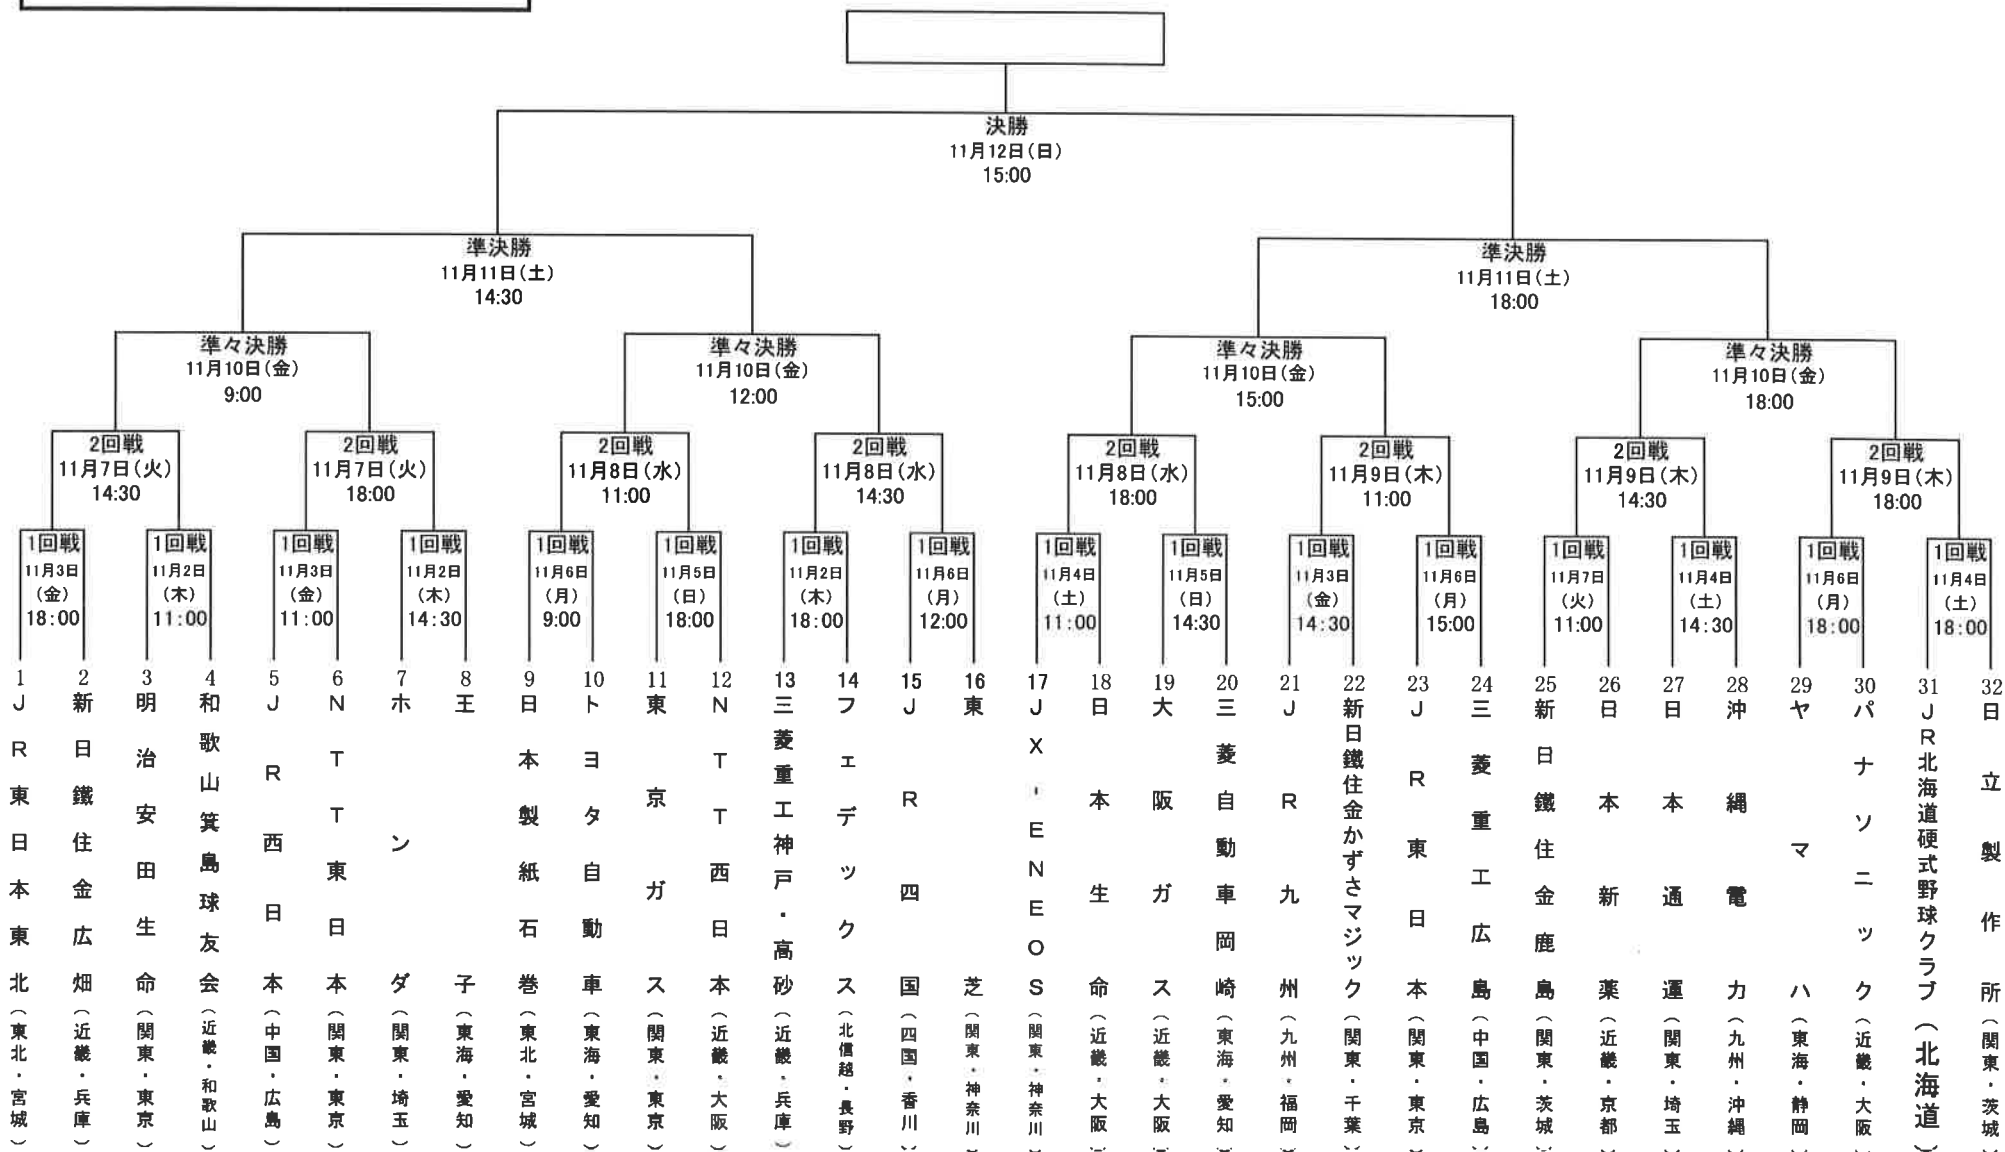 決勝
11月12日(日)
15:00
準決勝
11月11日(土)
14:30
準決勝
11月11日(土)
18:00
準々決勝
11月10日(金)
9:00
準々決勝
11月10日(金)
12:00
準々決勝
11月10日(金)
15:00
準々決勝
11月10日(金)
18:00
2回戦
11月7日(火)
14:30
2回戦
11月7日(火)
18:00
2回戦
11月8日(水)
11:00
2回戦
11月8日(水)
14:30
2回戦
11月8日(水)
18:00
2回戦
11月9日(木)
11:00
2回戦
11月9日(木)
14:30
2回戦
11月9日(木)
18:00
1回戦
11月3日
(金)
18:00
1回戦
11月2日
(木)
11:00
1回戦
11月3日
(金)
11:00
1回戦
11月2日
(木)
14:30
1回戦
11月6日
(月)
9:00
1回戦
11月5日
(日)
18:00
1回戦
11月2日
(木)
18:00
1回戦
11月6日
(月)
12:00
1回戦
11月4日
(土)
11:00
1回戦
11月5日
(日)
14:30
1回戦
11月3日
(金)
14:30
1回戦
11月6日
(月)
15:00
1回戦
11月7日
(火)
11:00
1回戦
11月4日
(土)
14:30
1回戦
11月6日
(月)
18:00
1回戦
11月4日
(土)
18:00
1 JR東日本東北(東北・宮城)
2 新日鐵住金広畑(近畿・兵庫)
3 明治安田生命(関東・東京)
4 和歌山箕島球友会(近畿・和歌山)
5 JR西日本(中国・広島)
6 NTT東日本(関東・東京)
7 ホンダ(関東・埼玉)
8 王子(東海・愛知)
9 日本製紙石巻(東北・宮城)
10 トヨタ自動車(東海・愛知)
11 東京ガス(関東・東京)
12 NTT西日本(近畿・大阪)
13 三菱重工神戸・高砂(近畿・兵庫)
14 フェデックス(北信越・長野)
15 JR四国(四国・香川)
16 東芝(関東・神奈川)
17 JX-ENEOS(関東・神奈川)
18 日本生命(近畿・大阪)
19 大阪ガス(近畿・大阪)
20 三菱自動車岡崎(東海・愛知)
21 JR九州(九州・福岡)
22 新日鐵住金かずさマジック(関東・千葉)
23 JR東日本(関東・東京)
24 三菱重工広島(中国・広島)
25 新日鐵住金鹿島(関東・茨城)
26 日本新薬(近畿・京都)
27 日本通運(関東・埼玉)
28 沖縄電力(九州・沖縄)
29 ヤマハ(東海・静岡)
30 パナソニック(近畿・大阪)
31 JR北海道硬式野球クラブ(北海道)
32 日立製作所(関東・茨城)